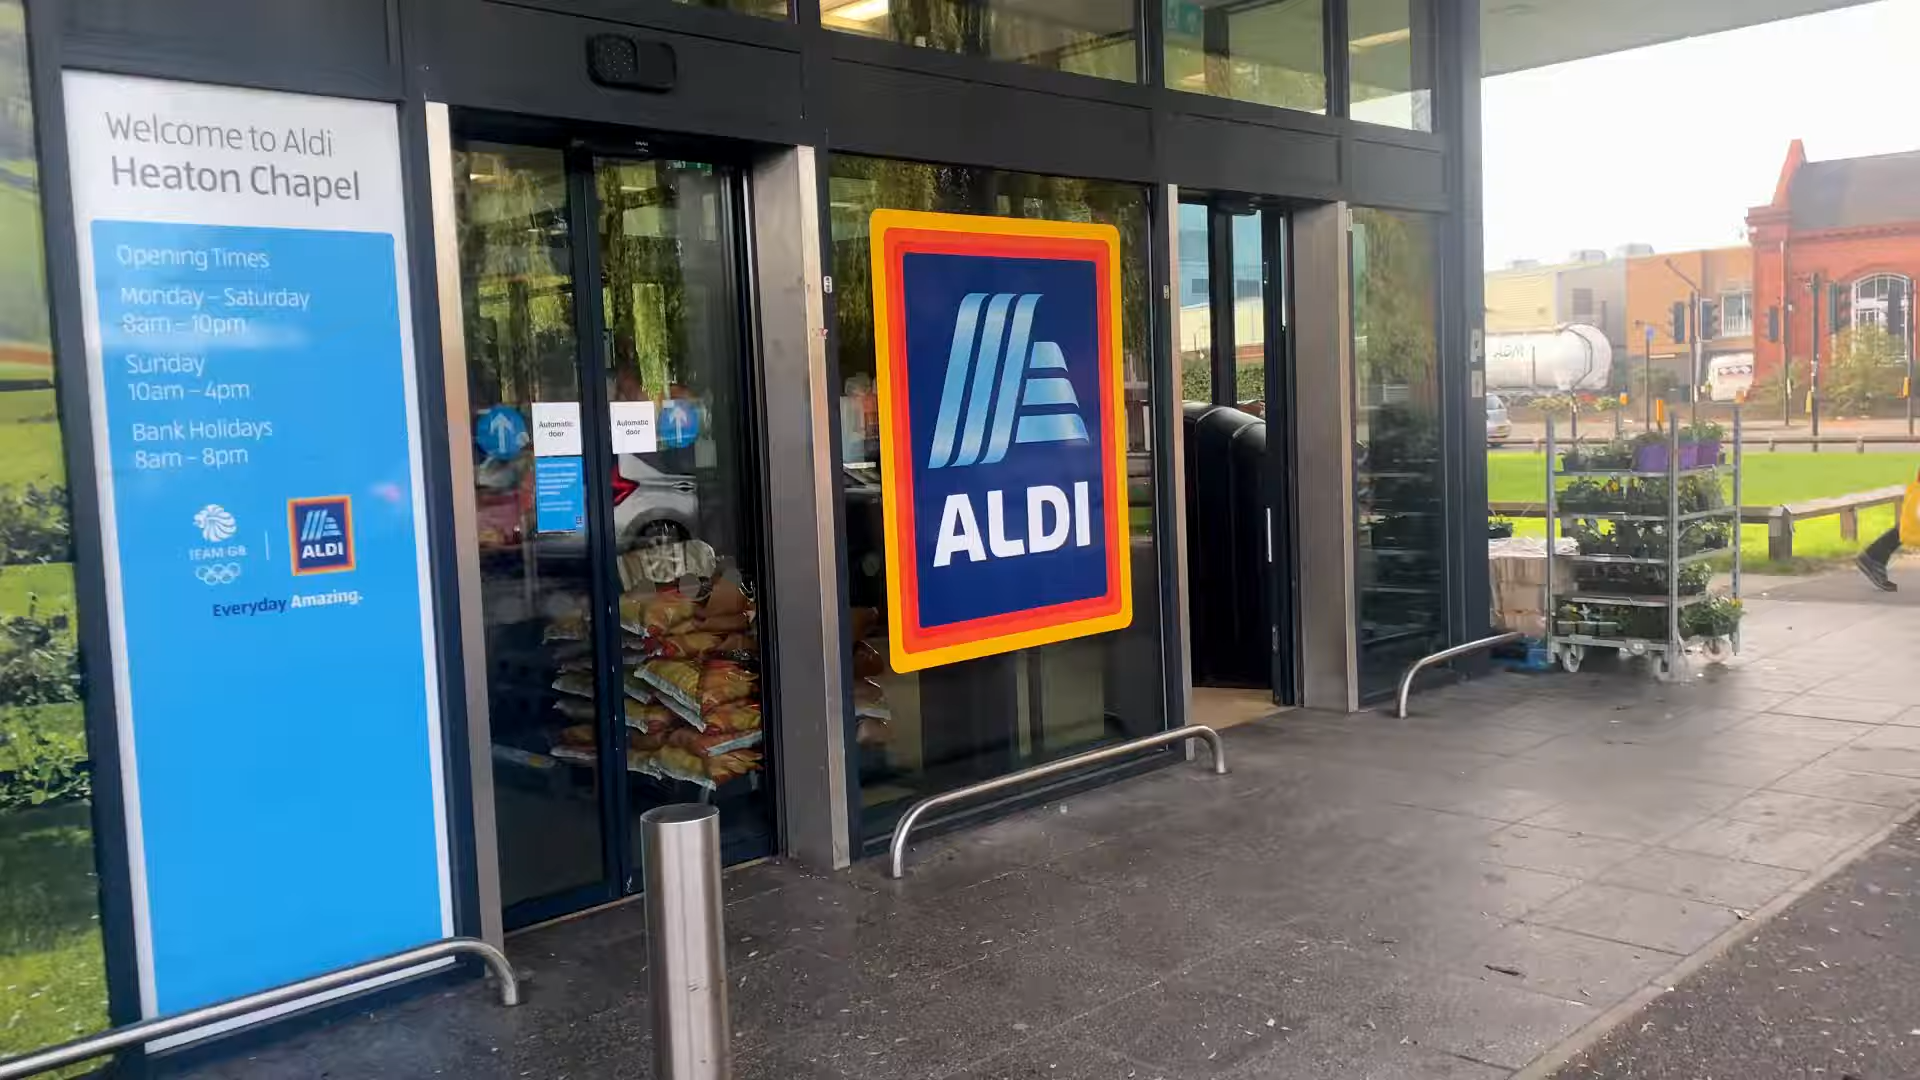 Welcome to Aldi
Heaton Chapel
Opening Times
Monday – Saturday
8am – 10pm
Sunday
10am – 4pm
Bank Holidays
8am – 8pm
TEAM GB
ALDI
Everyday Amazing.
Automatic
door
Automatic
door
ALDI